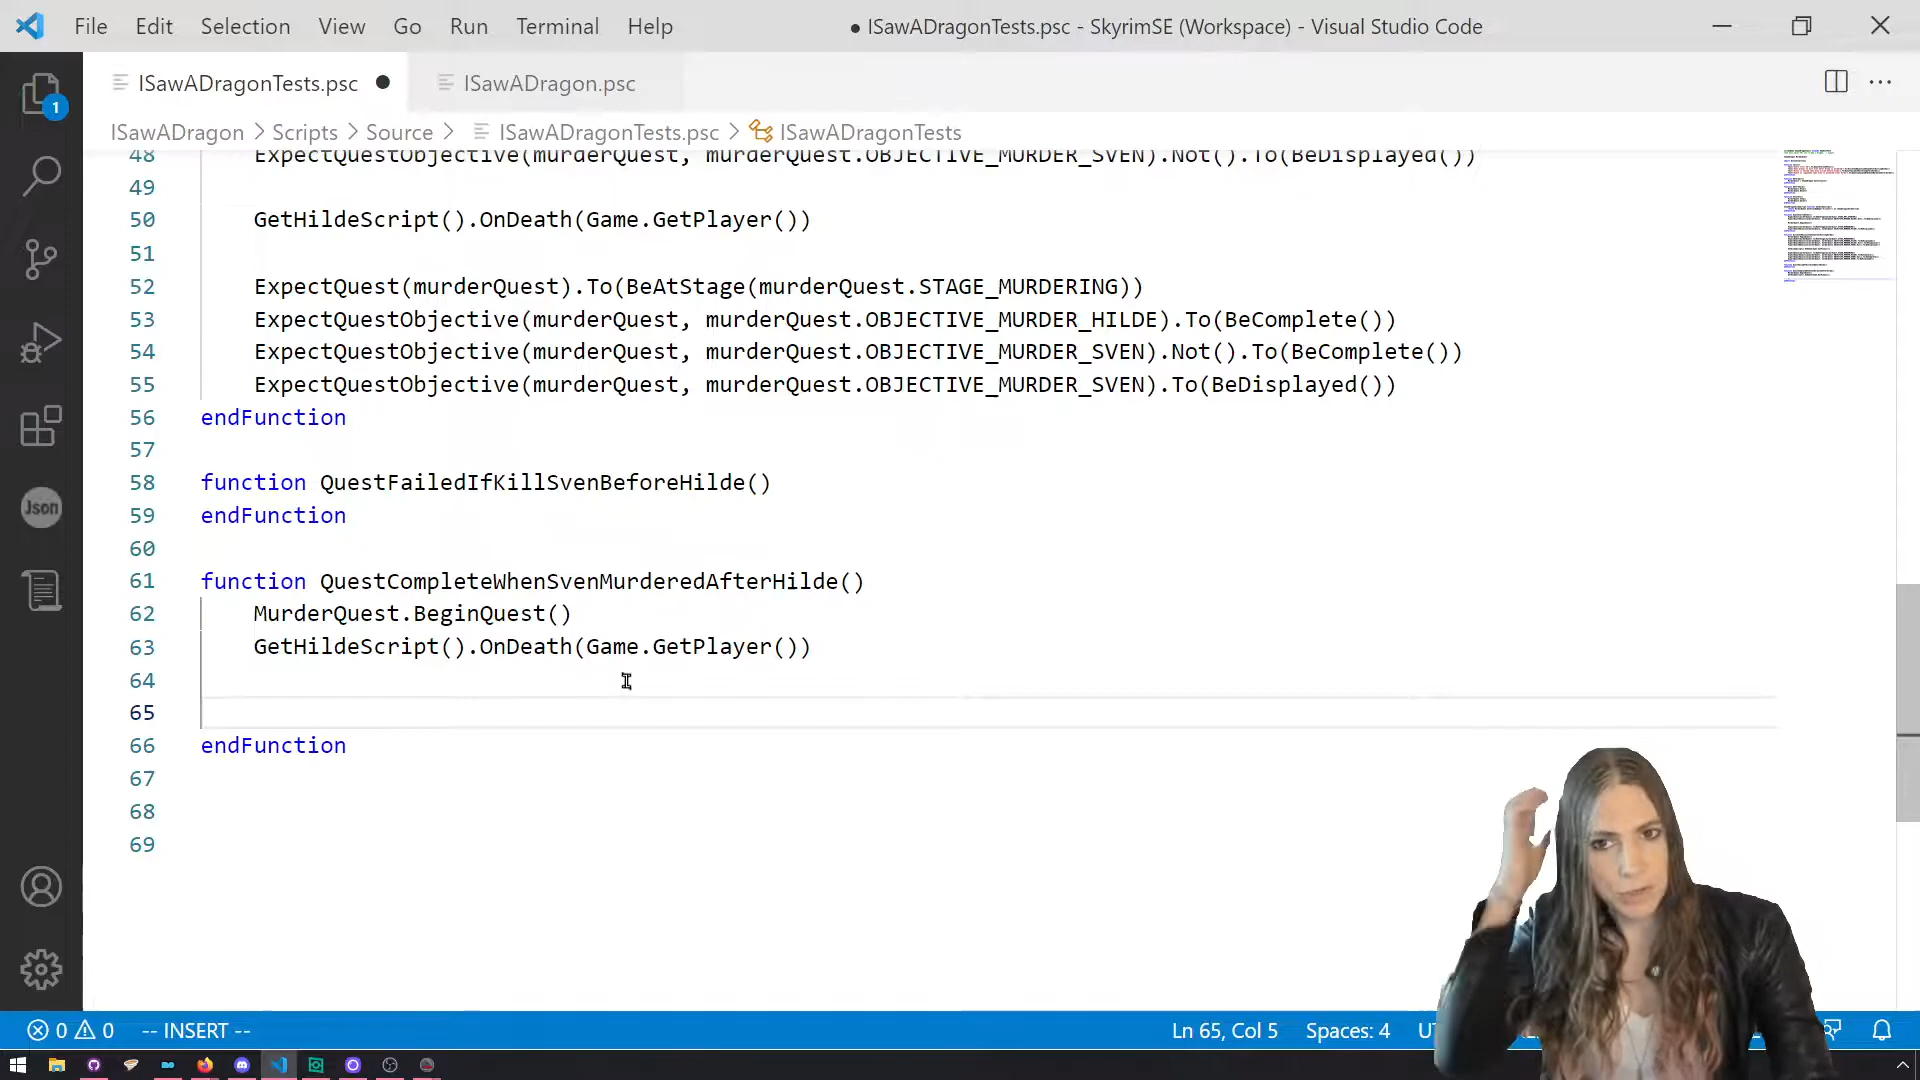 File Edit Selection View Go Run Terminal Help ● ISawADragonTests.psc - SkyrimSE (Workspace) - Visual Studio Code
ISawADragonTests.psc ● ISawADragon.psc
ISawADragon > Scripts > Source > ISawADragonTests.psc > ISawADragonTests
1
Json
48 ExpectQuestObjective(murderQuest, murderQuest.OBJECTIVE_MURDER_SVEN).Not().To(BeDisplayed())
49
50 GetHildeScript().OnDeath(Game.GetPlayer())
51
52 ExpectQuest(murderQuest).To(BeAtStage(murderQuest.STAGE_MURDERING))
53 ExpectQuestObjective(murderQuest, murderQuest.OBJECTIVE_MURDER_HILDE).To(BeComplete())
54 ExpectQuestObjective(murderQuest, murderQuest.OBJECTIVE_MURDER_SVEN).Not().To(BeComplete())
55 ExpectQuestObjective(murderQuest, murderQuest.OBJECTIVE_MURDER_SVEN).To(BeDisplayed())
56 endFunction
57
58 function QuestFailedIfKillSvenBeforeHilde()
59 endFunction
60
61 function QuestCompleteWhenSvenMurderedAfterHilde()
62 MurderQuest.BeginQuest()
63 GetHildeScript().OnDeath(Game.GetPlayer())
64
65
66 endFunction
67
68
69
0 0 -- INSERT -- Ln 65, Col 5 Spaces: 4